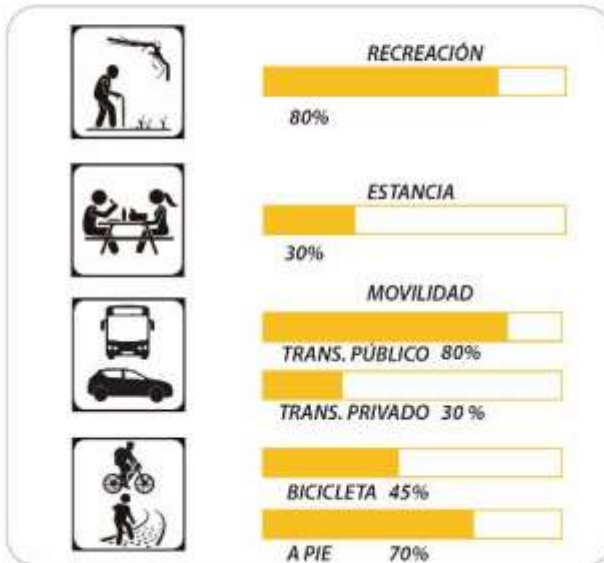 RECREACIÓN
80%
ESTANCIA
30%
MOVILIDAD
TRANS. PÚBLICO 80%
TRANS. PRIVADO 30 %
BICICLETA 45%
A PIE 70%